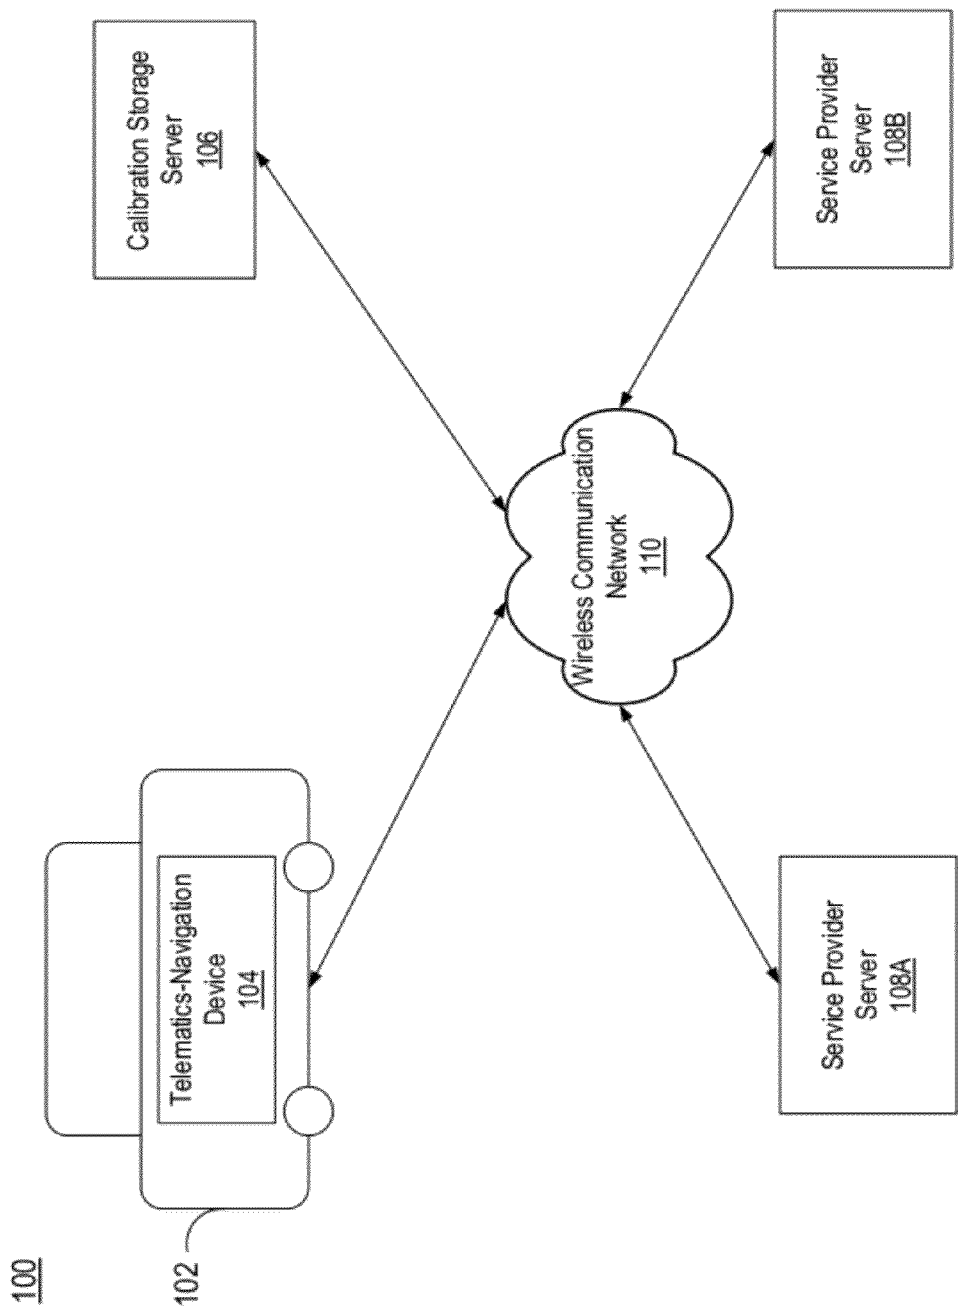 100
102
Telematics-Navigation
Device
104
Calibration Storage
Server
106
Wireless Communication
Network
110
Service Provider
Server
108A
Service Provider
Server
108B